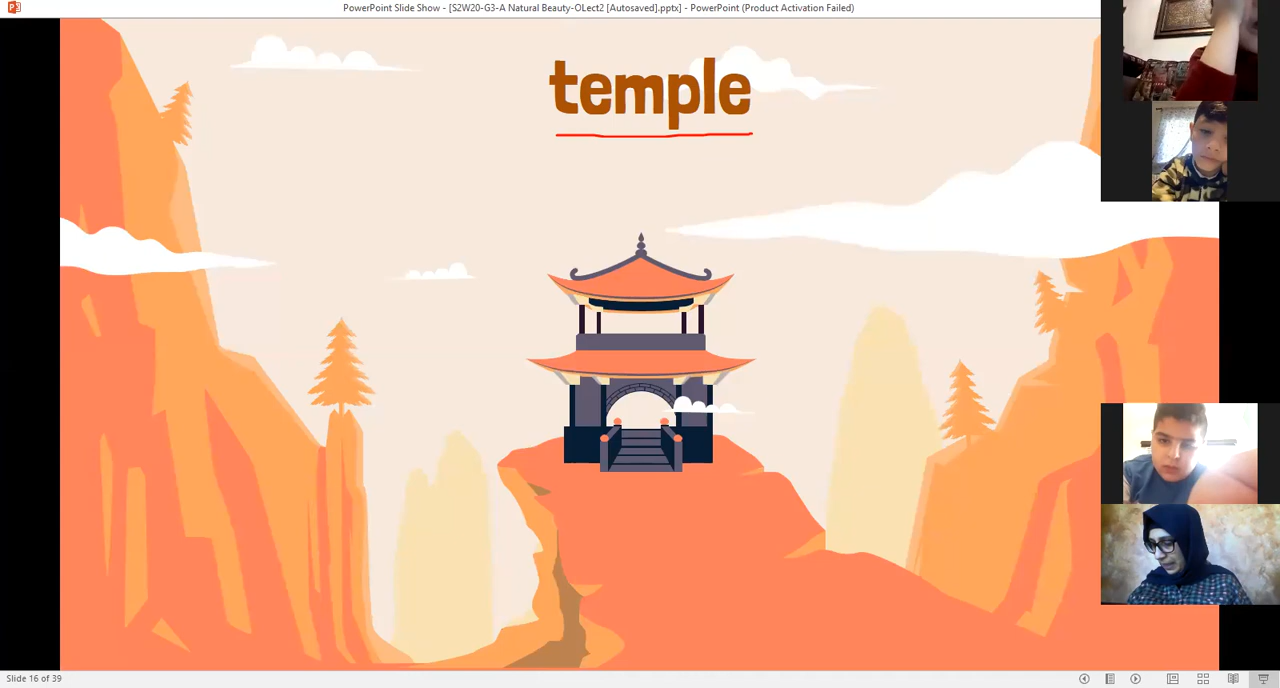 PowerPoint Slide Show - [S2W20-G3-A Natural Beauty-OLect2 [Autosaved].pptx] - PowerPoint (Product Activation Failed)
temple
Slide 16 of 39